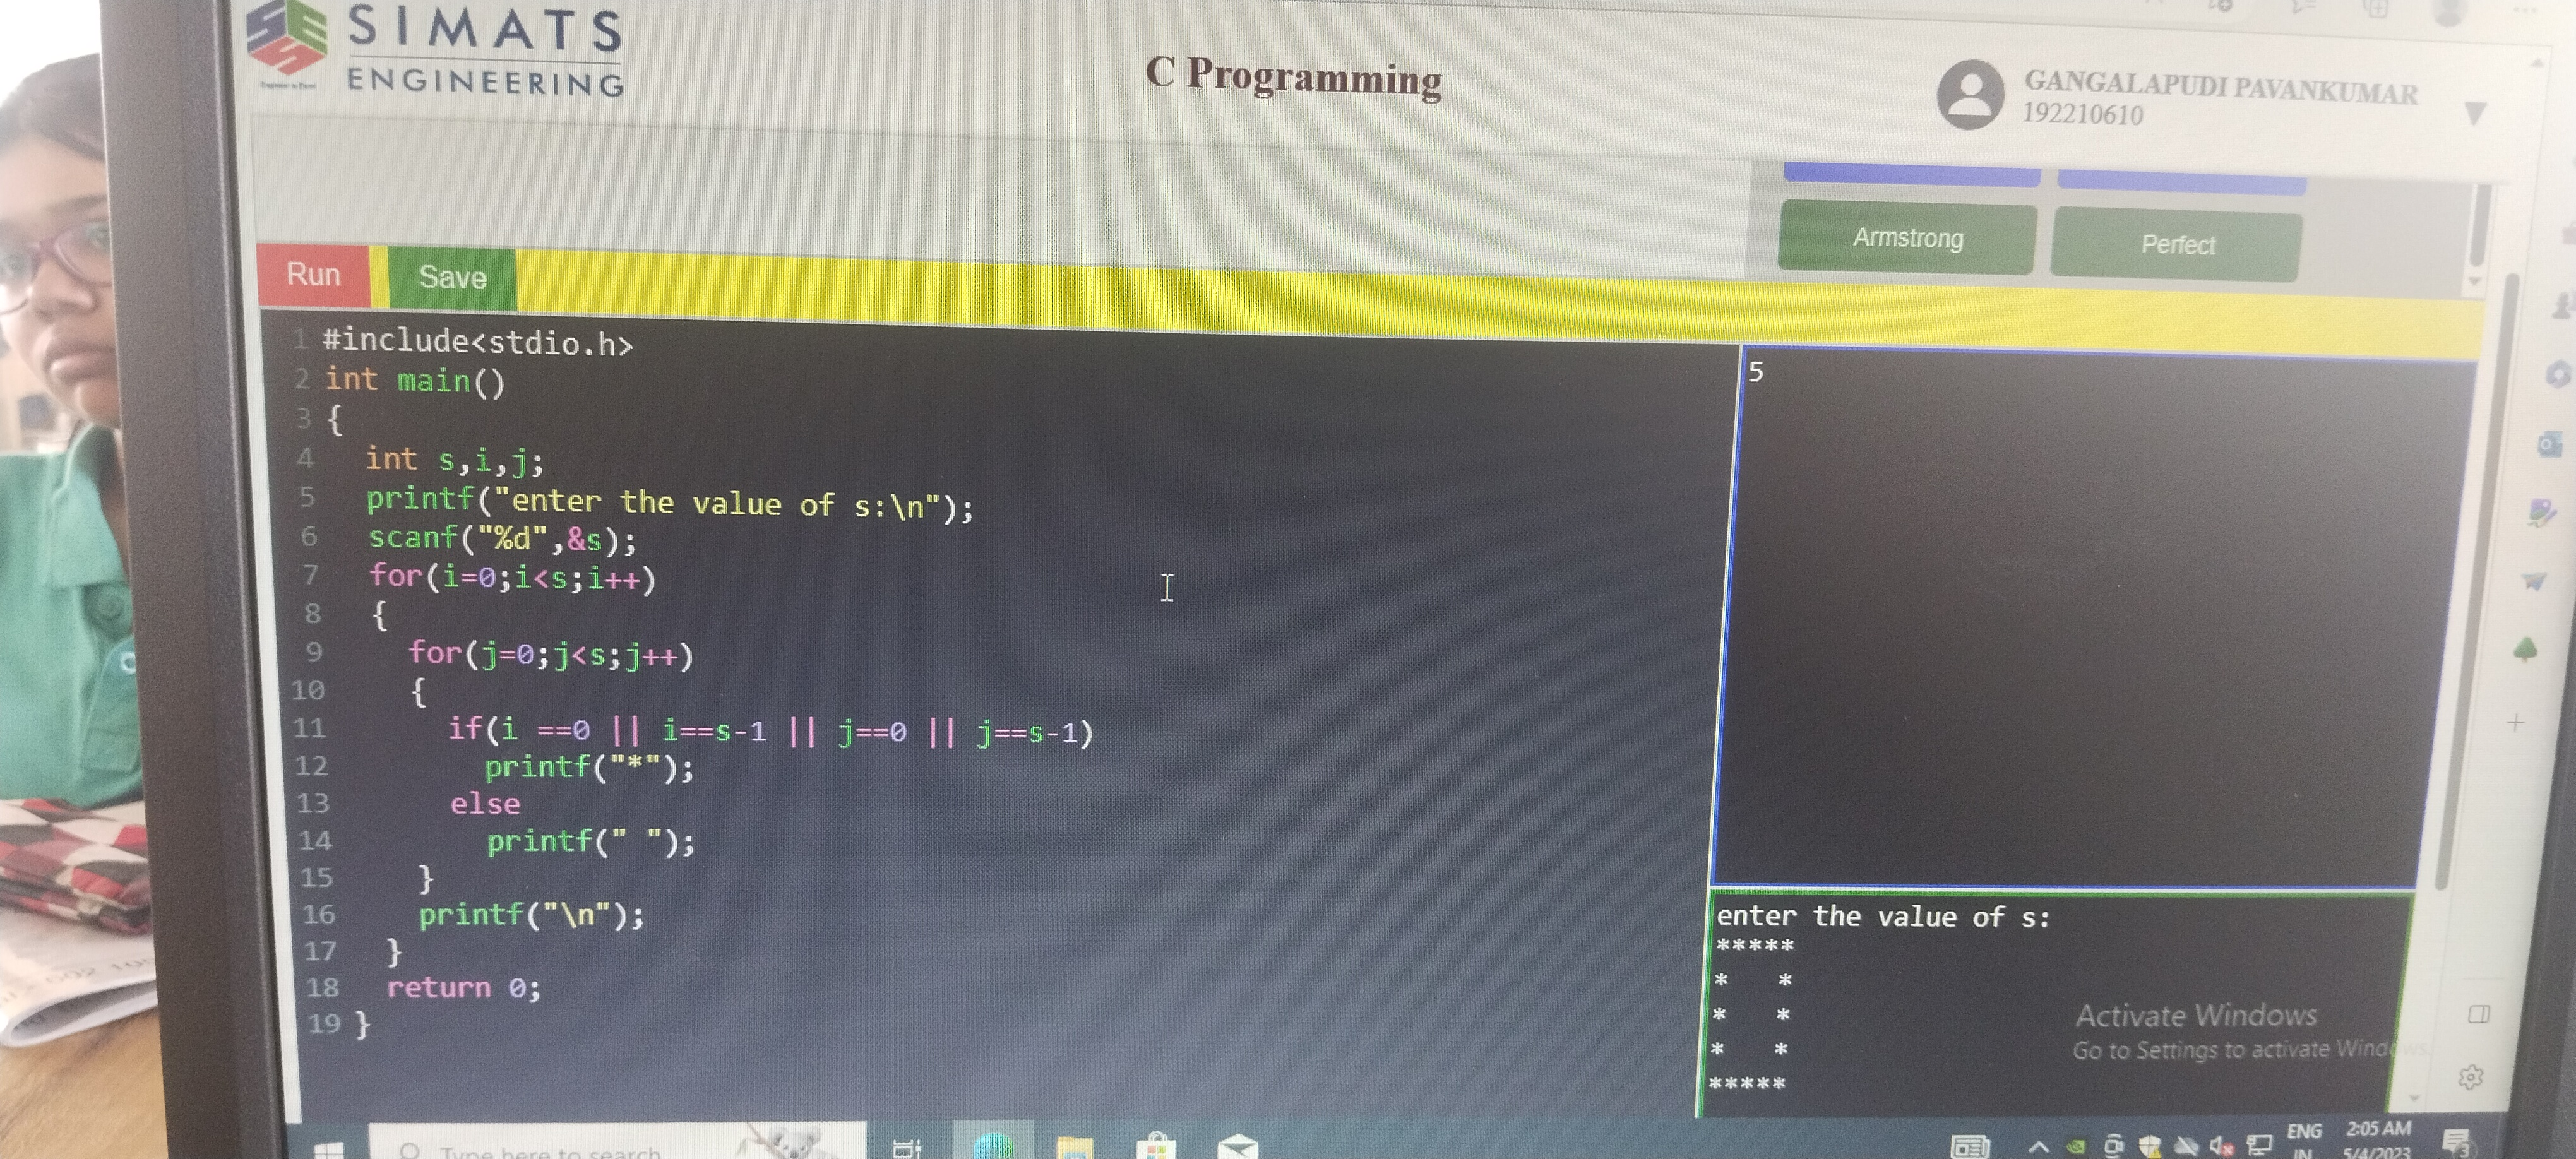 SIMATS
ENGINEERING
C Programming
GANGALAPUDI PAVANKUMAR
192210610
Armstrong
Perfect
Run
Save
1 #include<stdio.h>
2 int main()
3 {
4 int s,i,j;
5 printf("enter the value of s:\n");
6 scanf("%d",&s);
7 for(i=0;i<s;i++)
8 {
9 for(j=0;j<s;j++)
10 {
11 if(i ==0 || i==s-1 || j==0 || j==s-1)
12 printf("*");
13 else
14 printf(" ");
15 }
16 printf("\n");
17 }
18 return 0;
19 }
5
enter the value of s:
*****
*   *
*   *
*   *
*****
Activate Windows
Go to Settings to activate Windows
Type here to search
ENG
IN
2:05 AM
5/4/2023
3